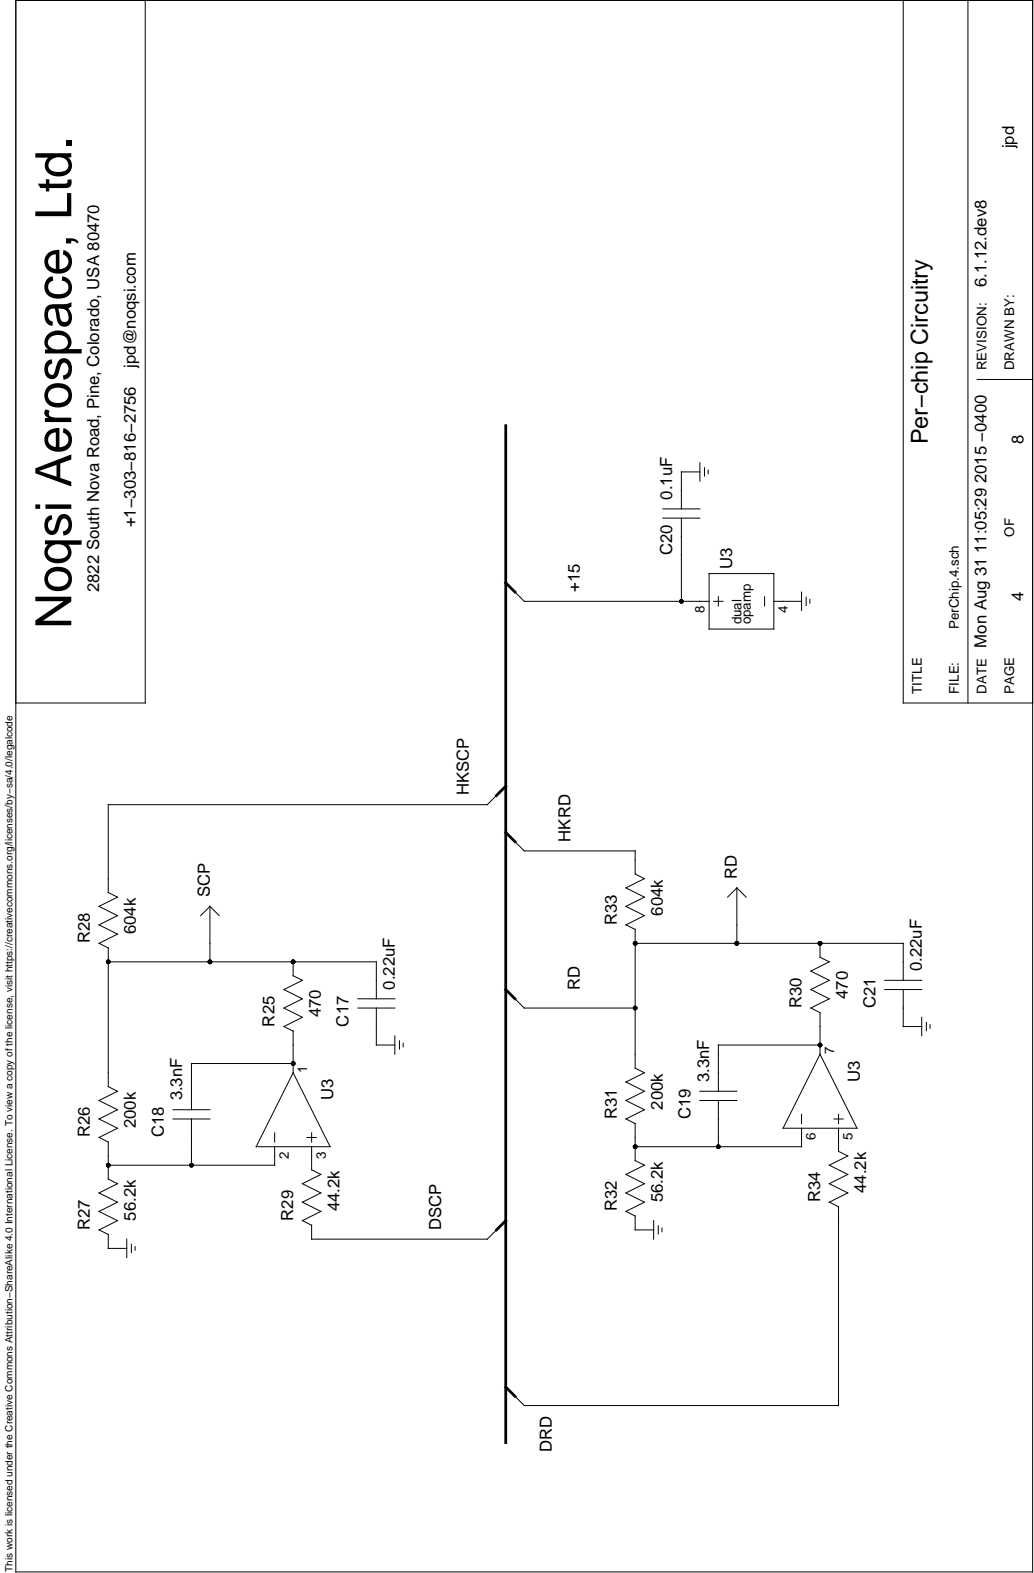 This work is licensed under the Creative Commons Attribution−ShareAlike 4.0 International License. To view a copy of the license, visit https://creativecommons.org/licenses/by−sa/4.0/legalcode
Noqsi Aerospace, Ltd.
2822 South Nova Road, Pine, Colorado, USA 80470
+1−303−816−2756 jpd@noqsi.com
R27
56.2k
R26
200k
R28
604k
C18
3.3nF
SCP
2
3
−
+
1
U3
R25
470
R29
44.2k
C17
0.22uF
DSCP
HKSCP
DRD
RD
HKRD
+15
R32
56.2k
R31
200k
R33
604k
C19
3.3nF
RD
6
5
−
+
7
U3
R30
470
R34
44.2k
C21
0.22uF
C20
0.1uF
8
+
dual
opamp
−
4
U3
TITLE
Per−chip Circuitry
FILE: PerChip.4.sch
DATE Mon Aug 31 11:05:29 2015 −0400
REVISION: 6.1.12.dev8
PAGE 4 OF 8
DRAWN BY: jpd